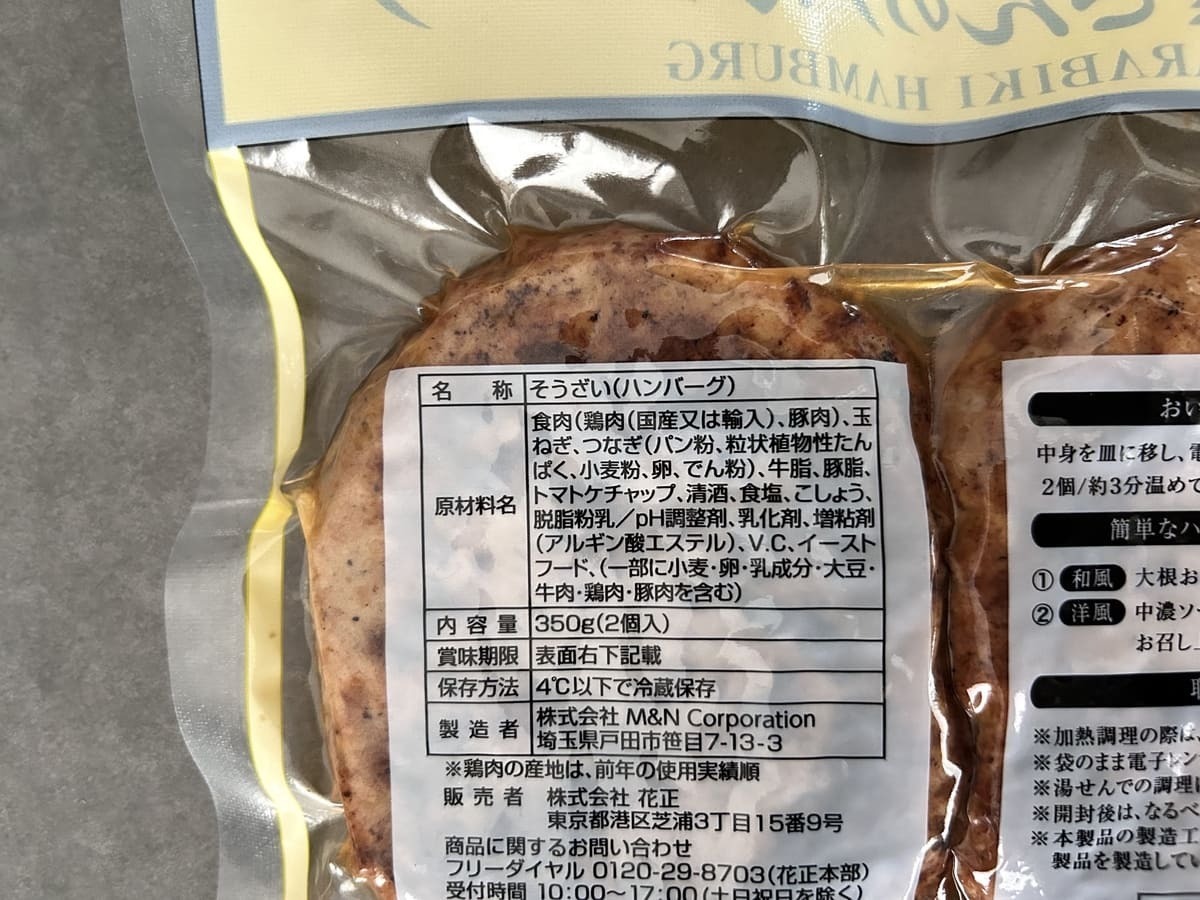 ARABIKI HAMBURG
名称 そうざい(ハンバーグ)
原材料名
食肉(鶏肉(国産又は輸入)、豚肉)、玉
ねぎ、つなぎ(パン粉、粒状植物性たん
ぱく、小麦粉、卵、でん粉)、牛脂、豚脂、
トマトケチャップ、清酒、食塩、こしょう、
脱脂粉乳/pH調整剤、乳化剤、増粘剤
(アルギン酸エステル)、V.C、イースト
フード、(一部に小麦・卵・乳成分・大豆・
牛肉・鶏肉・豚肉を含む)
内容量 350g(2個入)
賞味期限 表面右下記載
保存方法 4℃以下で冷蔵保存
製造者 株式会社 M&N Corporation
埼玉県戸田市笹目7-13-3
※鶏肉の産地は、前年の使用実績順
販売者 株式会社 花正
東京都港区芝浦3丁目15番9号
商品に関するお問い合わせ
フリーダイヤル 0120-29-8703(花正本部)
受付時間 10:00～17:00(土日祝日を除く)
おい
中身を皿に移し、電
2個/約3分温めて
簡単なハ
① 和風 大根お
② 洋風 中濃ソ
お召し上
※加熱調理の際は、
※袋のまま電子レン
※湯せんでの調理に
※開封後は、なるべ
※本製品の製造工
製品を製造してい